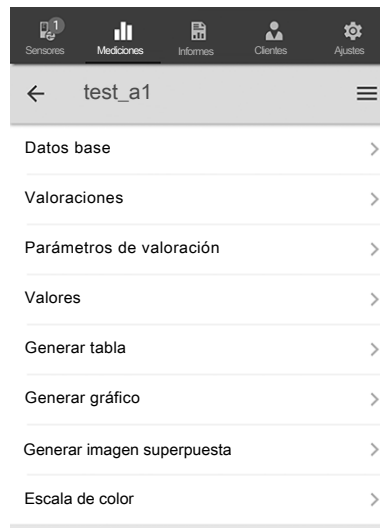 1
Sensores Mediciones Informes Clientes Ajustes
test_a1
Datos base
Valoraciones
Parámetros de valoración
Valores
Generar tabla
Generar gráfico
Generar imagen superpuesta
Escala de color